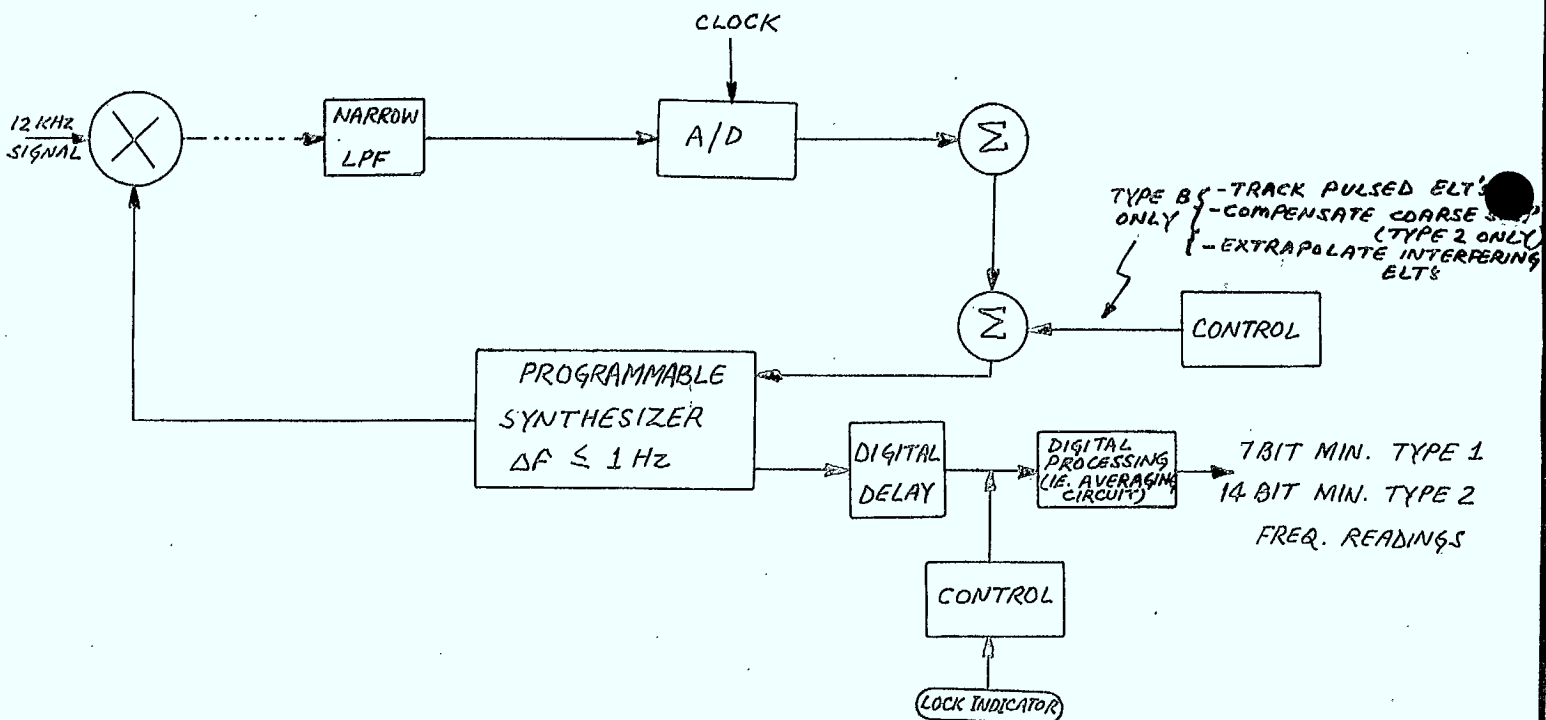 CLOCK
12 KHZ
SIGNAL
NARROW
LPF
A/D
Σ
TYPE B
ONLY
- TRACK PULSED ELT'S
- COMPENSATE COARSE
(TYPE 2 ONLY)
- EXTRAPOLATE INTERFERING
ELT'S
Σ
CONTROL
PROGRAMMABLE
SYNTHESIZER
ΔF ≤ 1 Hz
DIGITAL
DELAY
DIGITAL
PROCESSING
(IE. AVERAGING
CIRCUIT)
7 BIT MIN. TYPE 1
14 BIT MIN. TYPE 2
FREQ. READINGS
CONTROL
LOCK INDICATOR